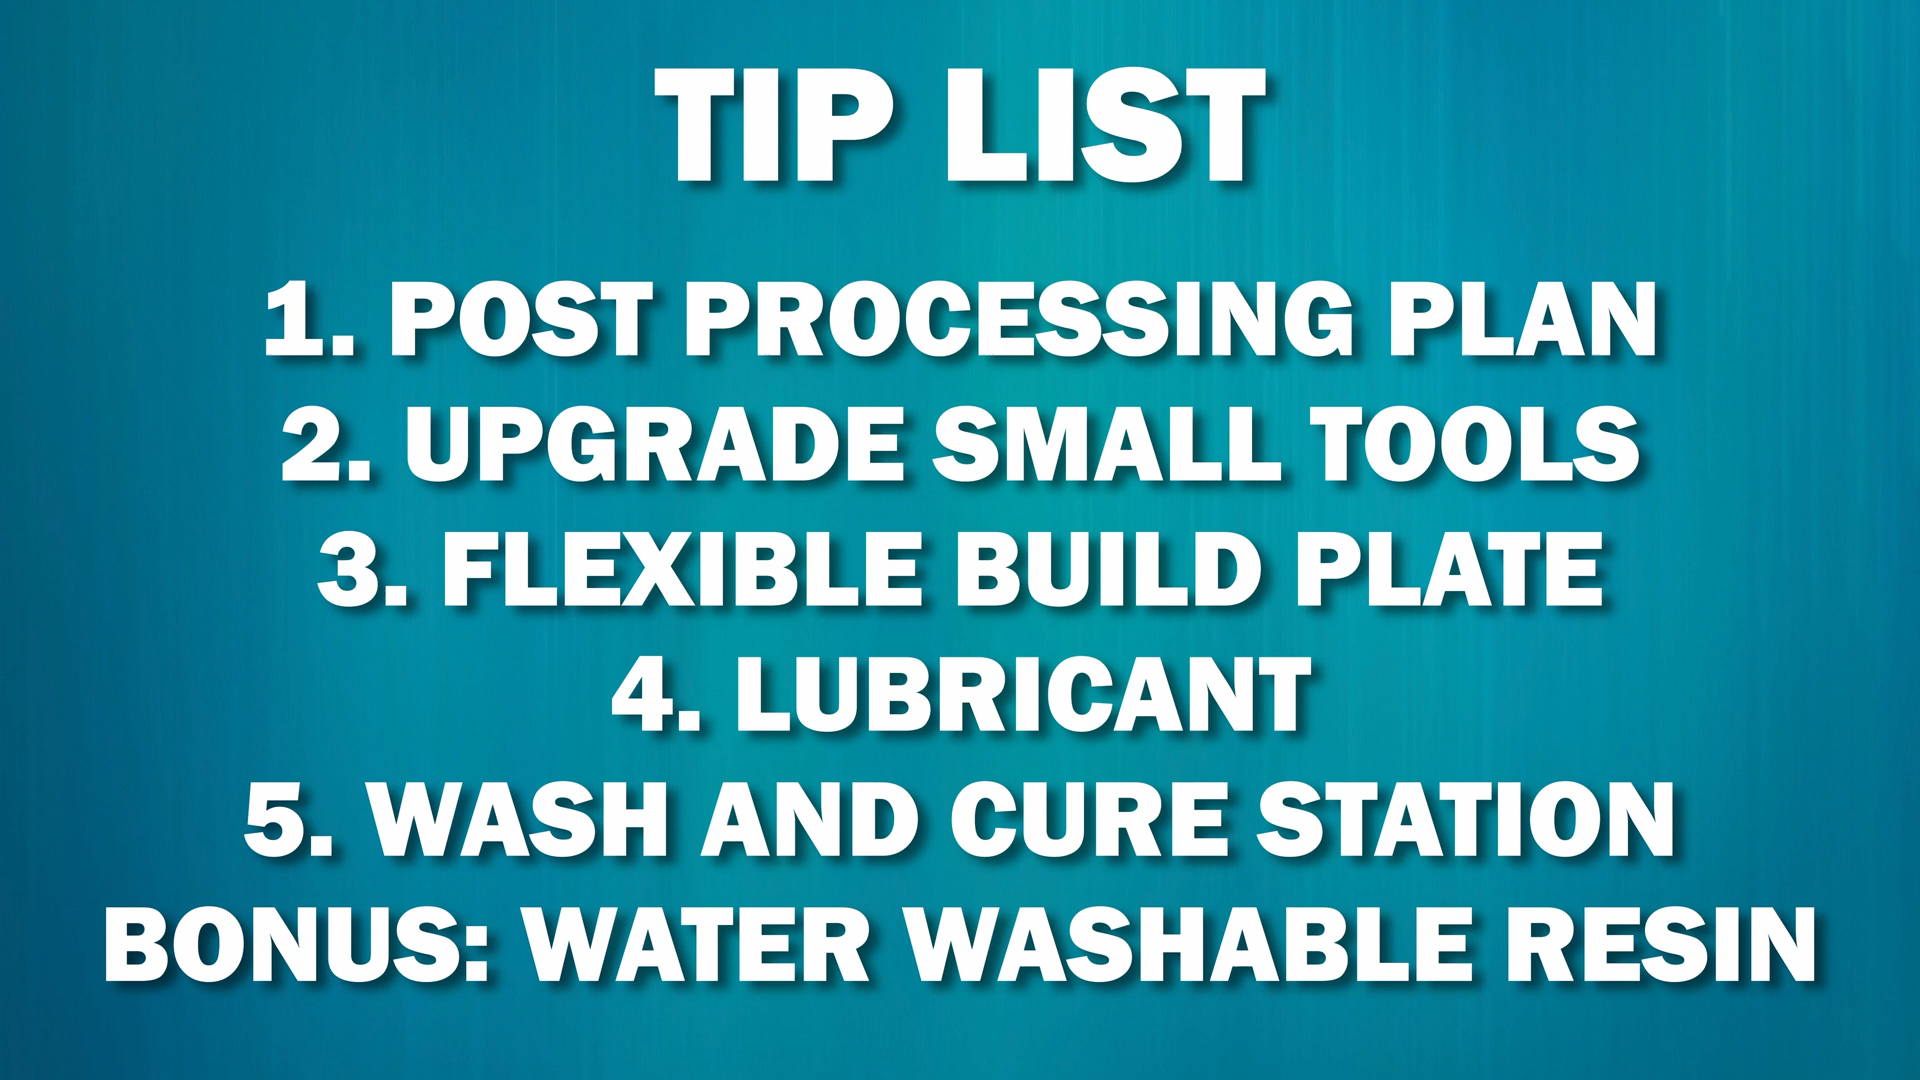 TIP LIST
1. POST PROCESSING PLAN
2. UPGRADE SMALL TOOLS
3. FLEXIBLE BUILD PLATE
4. LUBRICANT
5. WASH AND CURE STATION
BONUS: WATER WASHABLE RESIN